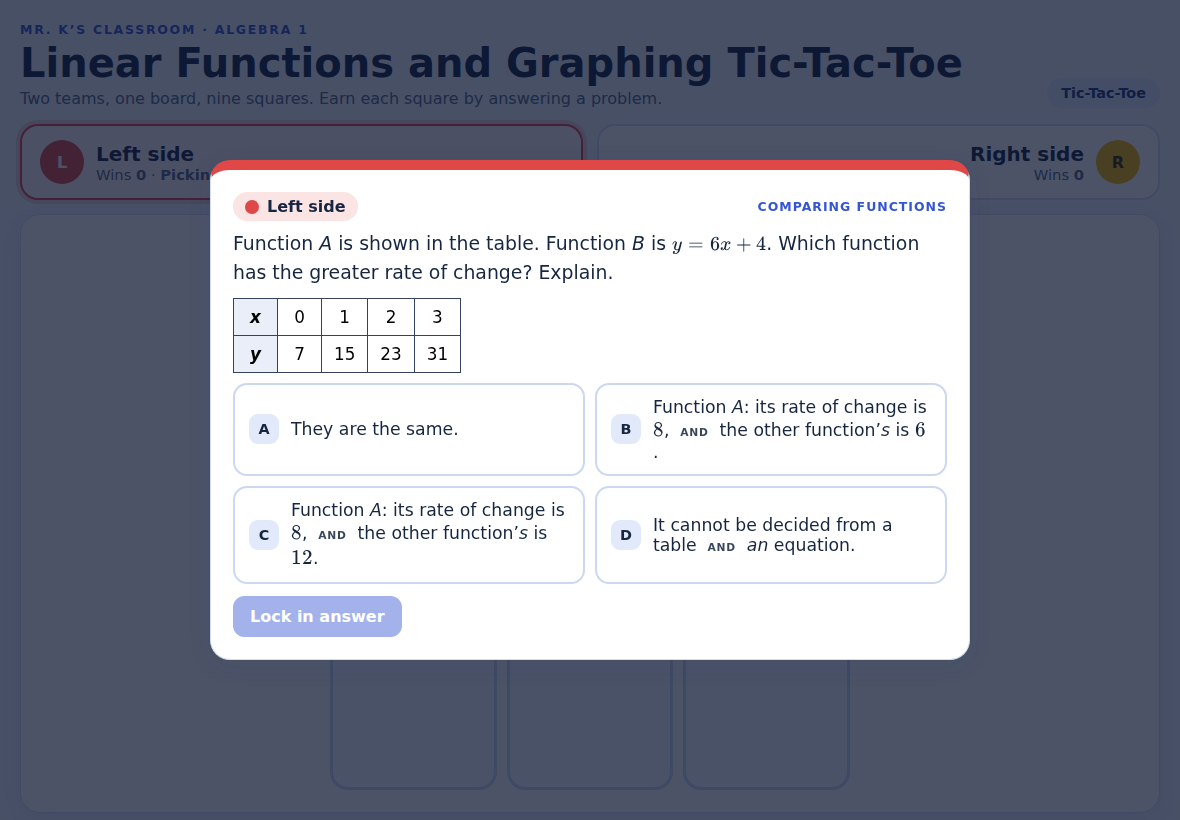 MR. K’S CLASSROOM · ALGEBRA 1
Linear Functions and Graphing Tic-Tac-Toe
Two teams, one board, nine squares. Earn each square by answering a problem.
Tic-Tac-Toe
L
Left side
Wins 0 · Pickin
Right side
Wins 0
R
Left side
COMPARING FUNCTIONS
Function A is shown in the table. Function B is y = 6x + 4. Which function
has the greater rate of change? Explain.
x 0 1 2 3
y 7 15 23 31
A
They are the same.
B
Function A: its rate of change is
8, AND the other function’s is 6
.
C
Function A: its rate of change is
8, AND the other function’s is
12.
D
It cannot be decided from a
table AND an equation.
Lock in answer